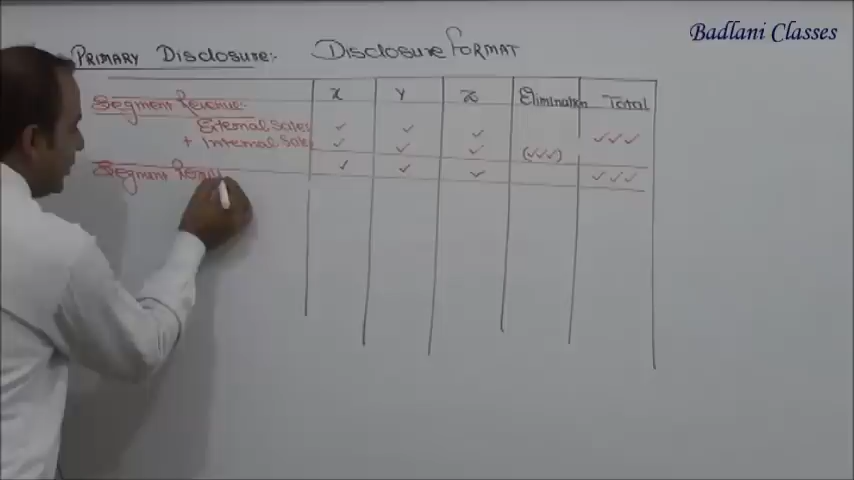 Badlani Classes
PRIMARY DISCLOSURE:- DISCLOSURE FORMAT
X Y Z Elimination Total
Segment Revenue:-
External Sales ✓ ✓ ✓ ✓✓✓
+ Internal Sales ✓ ✓ ✓ (✓✓✓)
✓ ✓ ✓ ✓✓✓
Segment